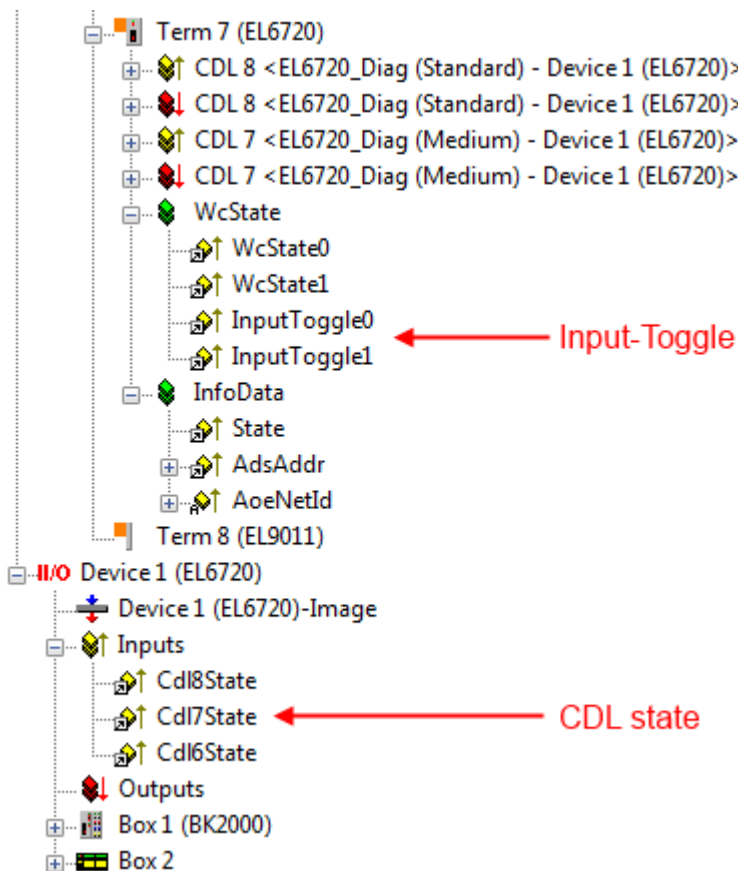 Term 7 (EL6720)
CDL 8 <EL6720_Diag (Standard) - Device 1 (EL6720)>
CDL 8 <EL6720_Diag (Standard) - Device 1 (EL6720)>
CDL 7 <EL6720_Diag (Medium) - Device 1 (EL6720)>
CDL 7 <EL6720_Diag (Medium) - Device 1 (EL6720)>
WcState
WcState0
WcState1
InputToggle0
Input-Toggle
InputToggle1
InfoData
State
AdsAddr
AoeNetId
Term 8 (EL9011)
II/O Device 1 (EL6720)
Device 1 (EL6720)-Image
Inputs
Cdl8State
Cdl7State
CDL state
Cdl6State
Outputs
Box 1 (BK2000)
Box 2